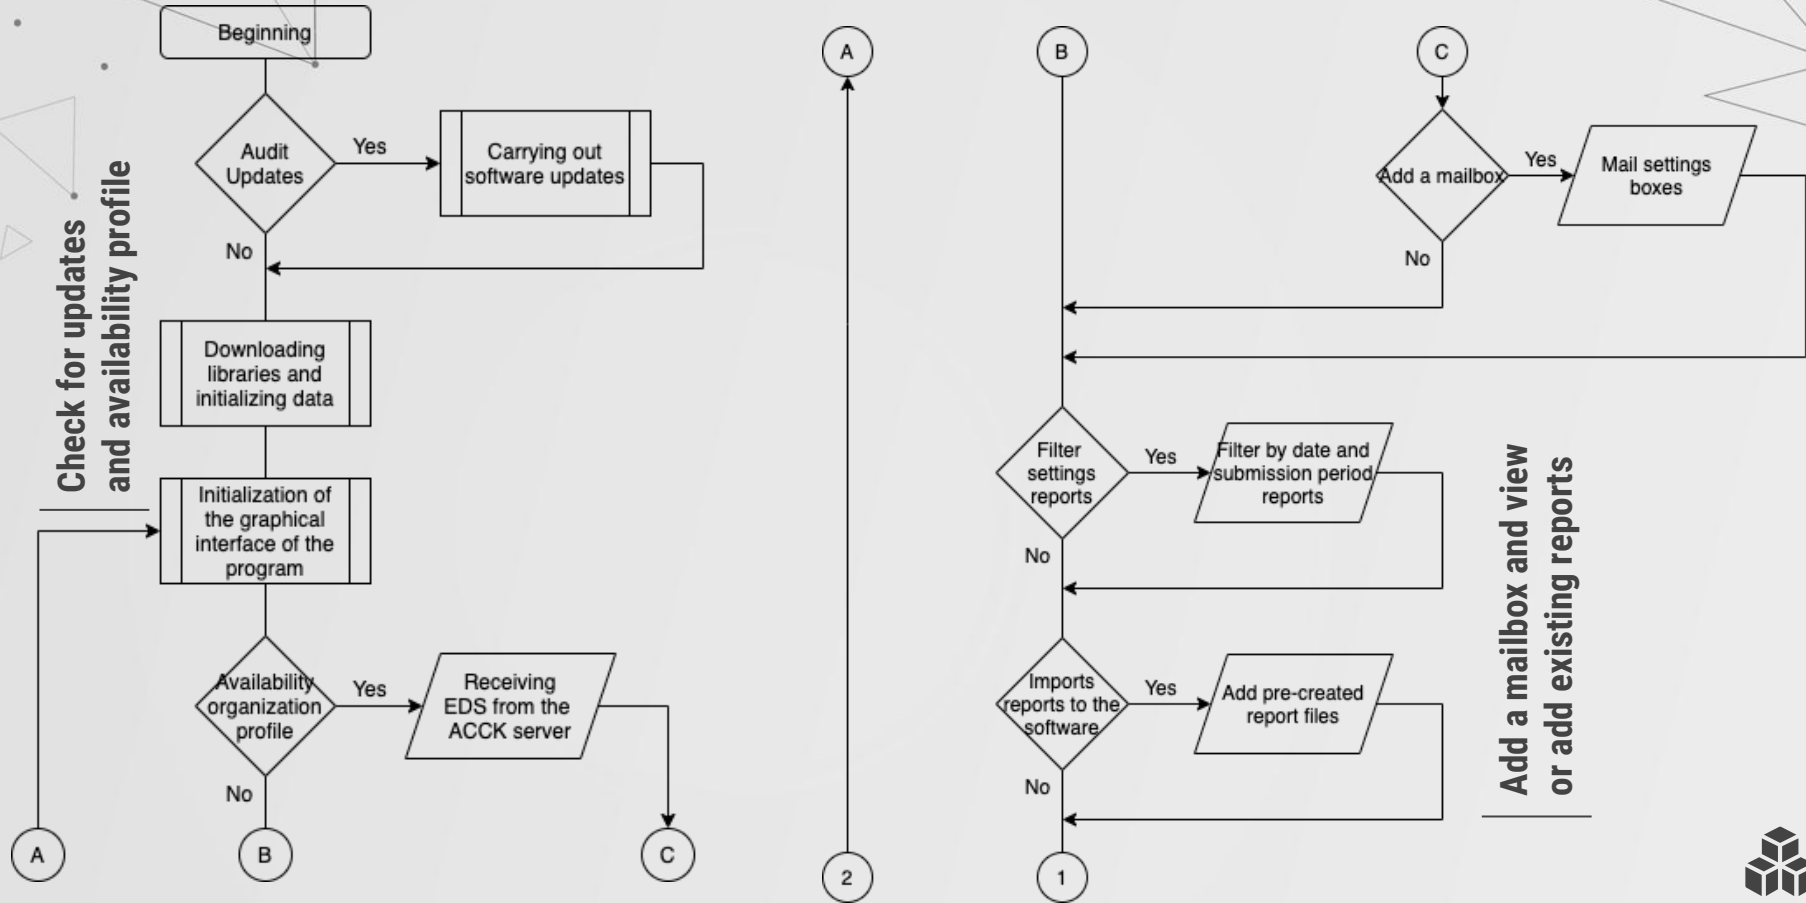 Beginning
Audit
Updates
Yes
Carrying out
software updates
No
Downloading
libraries and
initializing data
Initialization of
the graphical
interface of the
program
Availability
organization
profile
Yes
Receiving
EDS from the
ACCK server
No
A
B
C
Check for updates
and availability profile
A
2
B
C
Add a mailbox
Yes
Mail settings
boxes
No
Filter
settings
reports
Yes
Filter by date and
submission period
reports
No
Imports
reports to the
software
Yes
Add pre-created
report files
No
1
Add a mailbox and view
or add existing reports